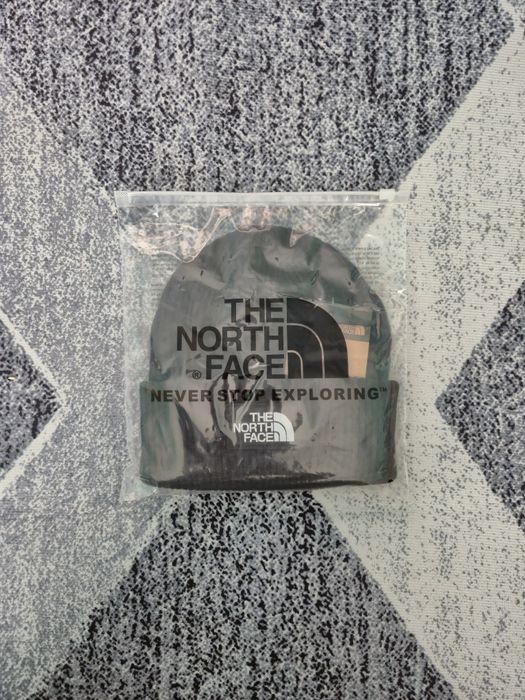 THE
NORTH
FACE
®
NEVER STOP EXPLORING™
THE
NORTH
FACE